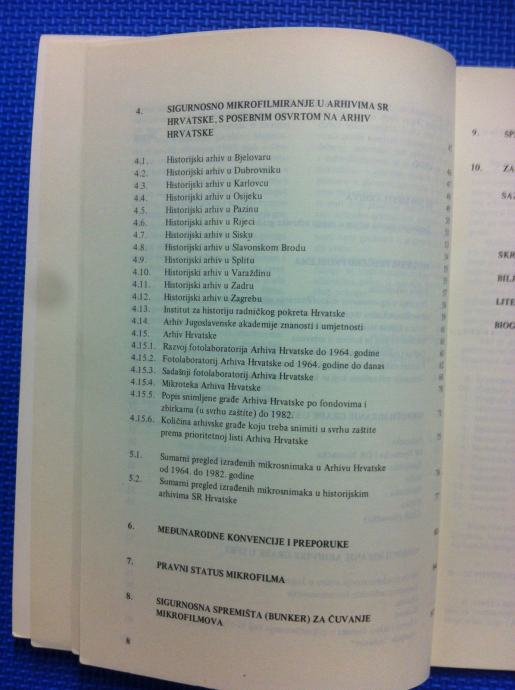 4. SIGURNOSNO MIKROFILMIRANJE U ARHIVIMA SR
HRVATSKE, S POSEBNIM OSVRTOM NA ARHIV
HRVATSKE
4.1. Historijski arhiv u Bjelovaru
4.2. Historijski arhiv u Dubrovniku
4.3. Historijski arhiv u Karlovcu
4.4. Historijski arhiv u Osijeku
4.5. Historijski arhiv u Pazinu
4.6. Historijski arhiv u Rijeci
4.7. Historijski arhiv u Sisku
4.8. Historijski arhiv u Slavonskom Brodu
4.9. Historijski arhiv u Splitu
4.10. Historijski arhiv u Varaždinu
4.11. Historijski arhiv u Zadru
4.12. Historijski arhiv u Zagrebu
4.13. Institut za historiju radničkog pokreta Hrvatske
4.14. Arhiv Jugoslavenske akademije znanosti i umjetnosti
4.15. Arhiv Hrvatske
4.15.1. Razvoj fotolaboratorija Arhiva Hrvatske do 1964. godine
4.15.2. Fotolaboratorij Arhiva Hrvatske od 1964. godine do danas
4.15.3. Sadašnji fotolaboratorij Arhiva Hrvatske
4.15.4. Mikroteka Arhiva Hrvatske
4.15.5. Popis snimljene građe Arhiva Hrvatske po fondovima i
zbirkama (u svrhu zaštite) do 1982.
4.15.6. Količina arhivske građe koju treba snimiti u svrhu zaštite
prema prioritetnoj listi Arhiva Hrvatske
5.1. Sumarni pregled izrađenih mikrosnimaka u Arhivu Hrvatske
od 1964. do 1982. godine
5.2. Sumarni pregled izrađenih mikrosnimaka u historijskim
arhivima SR Hrvatske
6. MEĐUNARODNE KONVENCIJE I PREPORUKE
7. PRAVNI STATUS MIKROFILMA
8. SIGURNOSNA SPREMIŠTA (BUNKER) ZA ČUVANJE
MIKROFILMOVA
8
9. SP
10. ZA
SAŽ
SKR
BILJ
LITE
BIOG